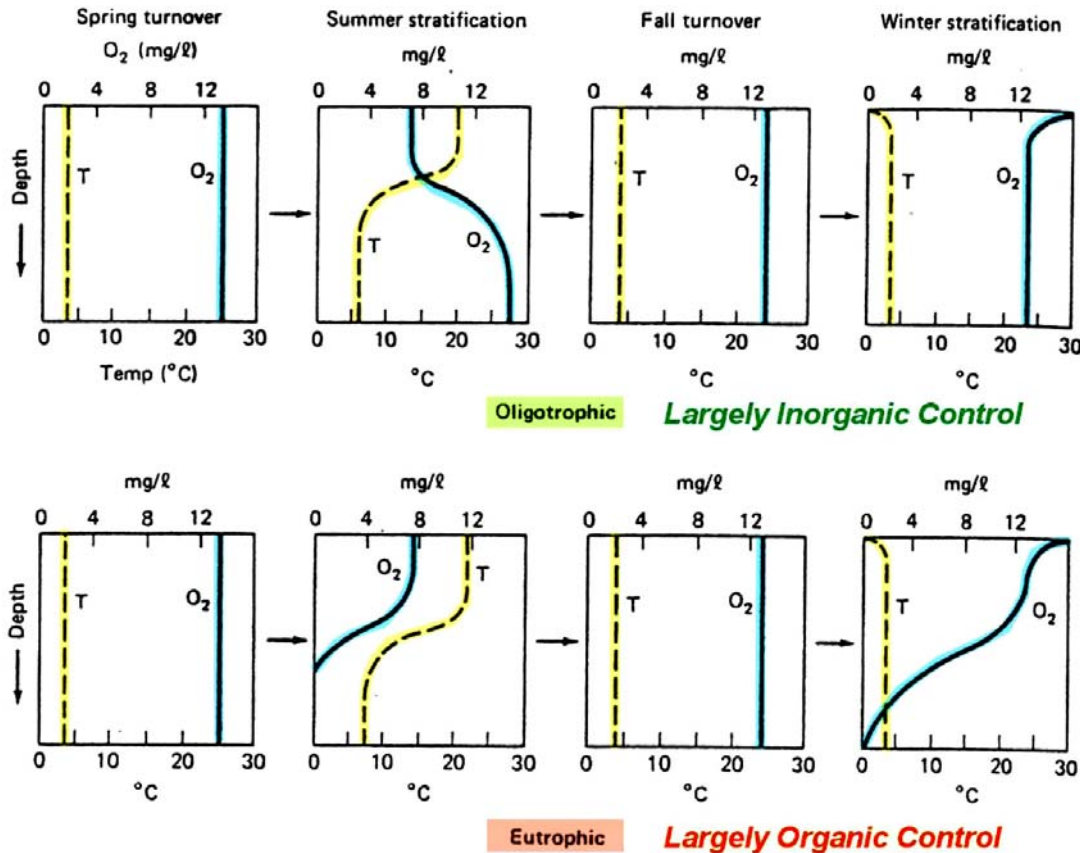 Spring turnover
Summer stratification
Fall turnover
Winter stratification
O₂ (mg/ℓ)
mg/ℓ
mg/ℓ
mg/ℓ
0 4 8 12
0 4 8 12
0 4 8 12
0 4 8 12
Depth
T O₂
T O₂
T O₂
T O₂
0 10 20 30
0 10 20 30
0 10 20 30
0 10 20 30
Temp (°C)
°C
°C
°C
Oligotrophic Largely Inorganic Control
mg/ℓ
mg/ℓ
mg/ℓ
mg/ℓ
0 4 8 12
0 4 8 12
0 4 8 12
0 4 8 12
Depth
T O₂
O₂ T
T O₂
T O₂
0 10 20 30
0 10 20 30
0 10 20 30
0 10 20 30
°C
°C
°C
°C
Eutrophic Largely Organic Control